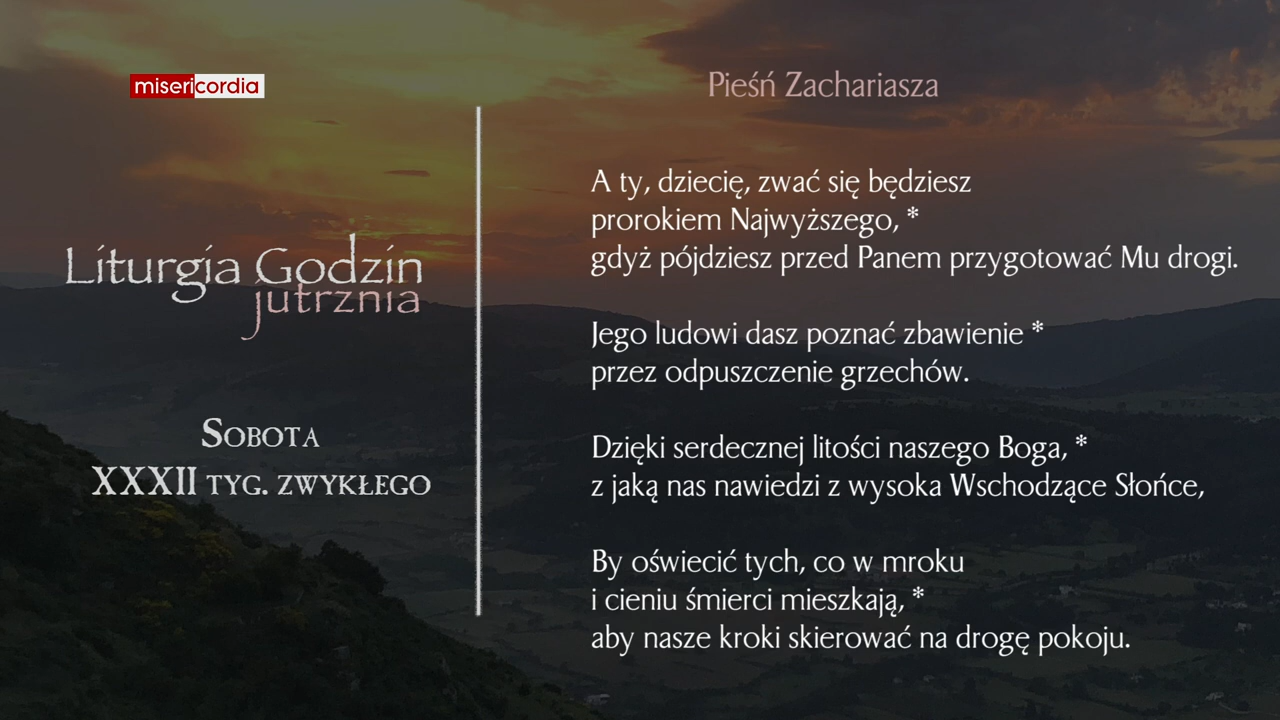 misericordia
Liturgia Godzin
jutrznia
Sobota
XXXII tyg. zwykłego
Pieśń Zachariasza
A ty, dziecię, zwać się będziesz
prorokiem Najwyższego, *
gdyż pójdziesz przed Panem przygotować Mu drogi.
Jego ludowi dasz poznać zbawienie *
przez odpuszczenie grzechów.
Dzięki serdecznej litości naszego Boga, *
z jaką nas nawiedzi z wysoka Wschodzące Słońce,
By oświecić tych, co w mroku
i cieniu śmierci mieszkają, *
aby nasze kroki skierować na drogę pokoju.